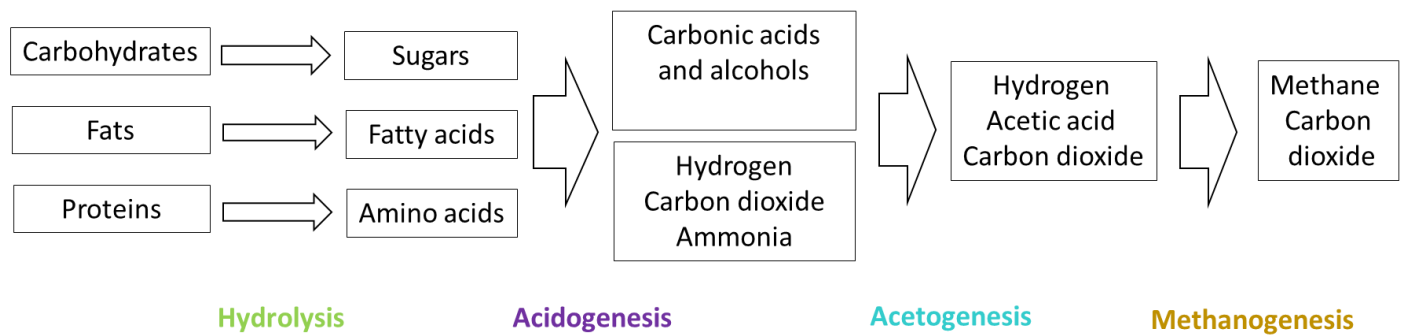 Carbohydrates
Sugars
Fats
Fatty acids
Proteins
Amino acids
Carbonic acids
and alcohols
Hydrogen
Carbon dioxide
Ammonia
Hydrogen
Acetic acid
Carbon dioxide
Methane
Carbon
dioxide
Hydrolysis
Acidogenesis
Acetogenesis
Methanogenesis